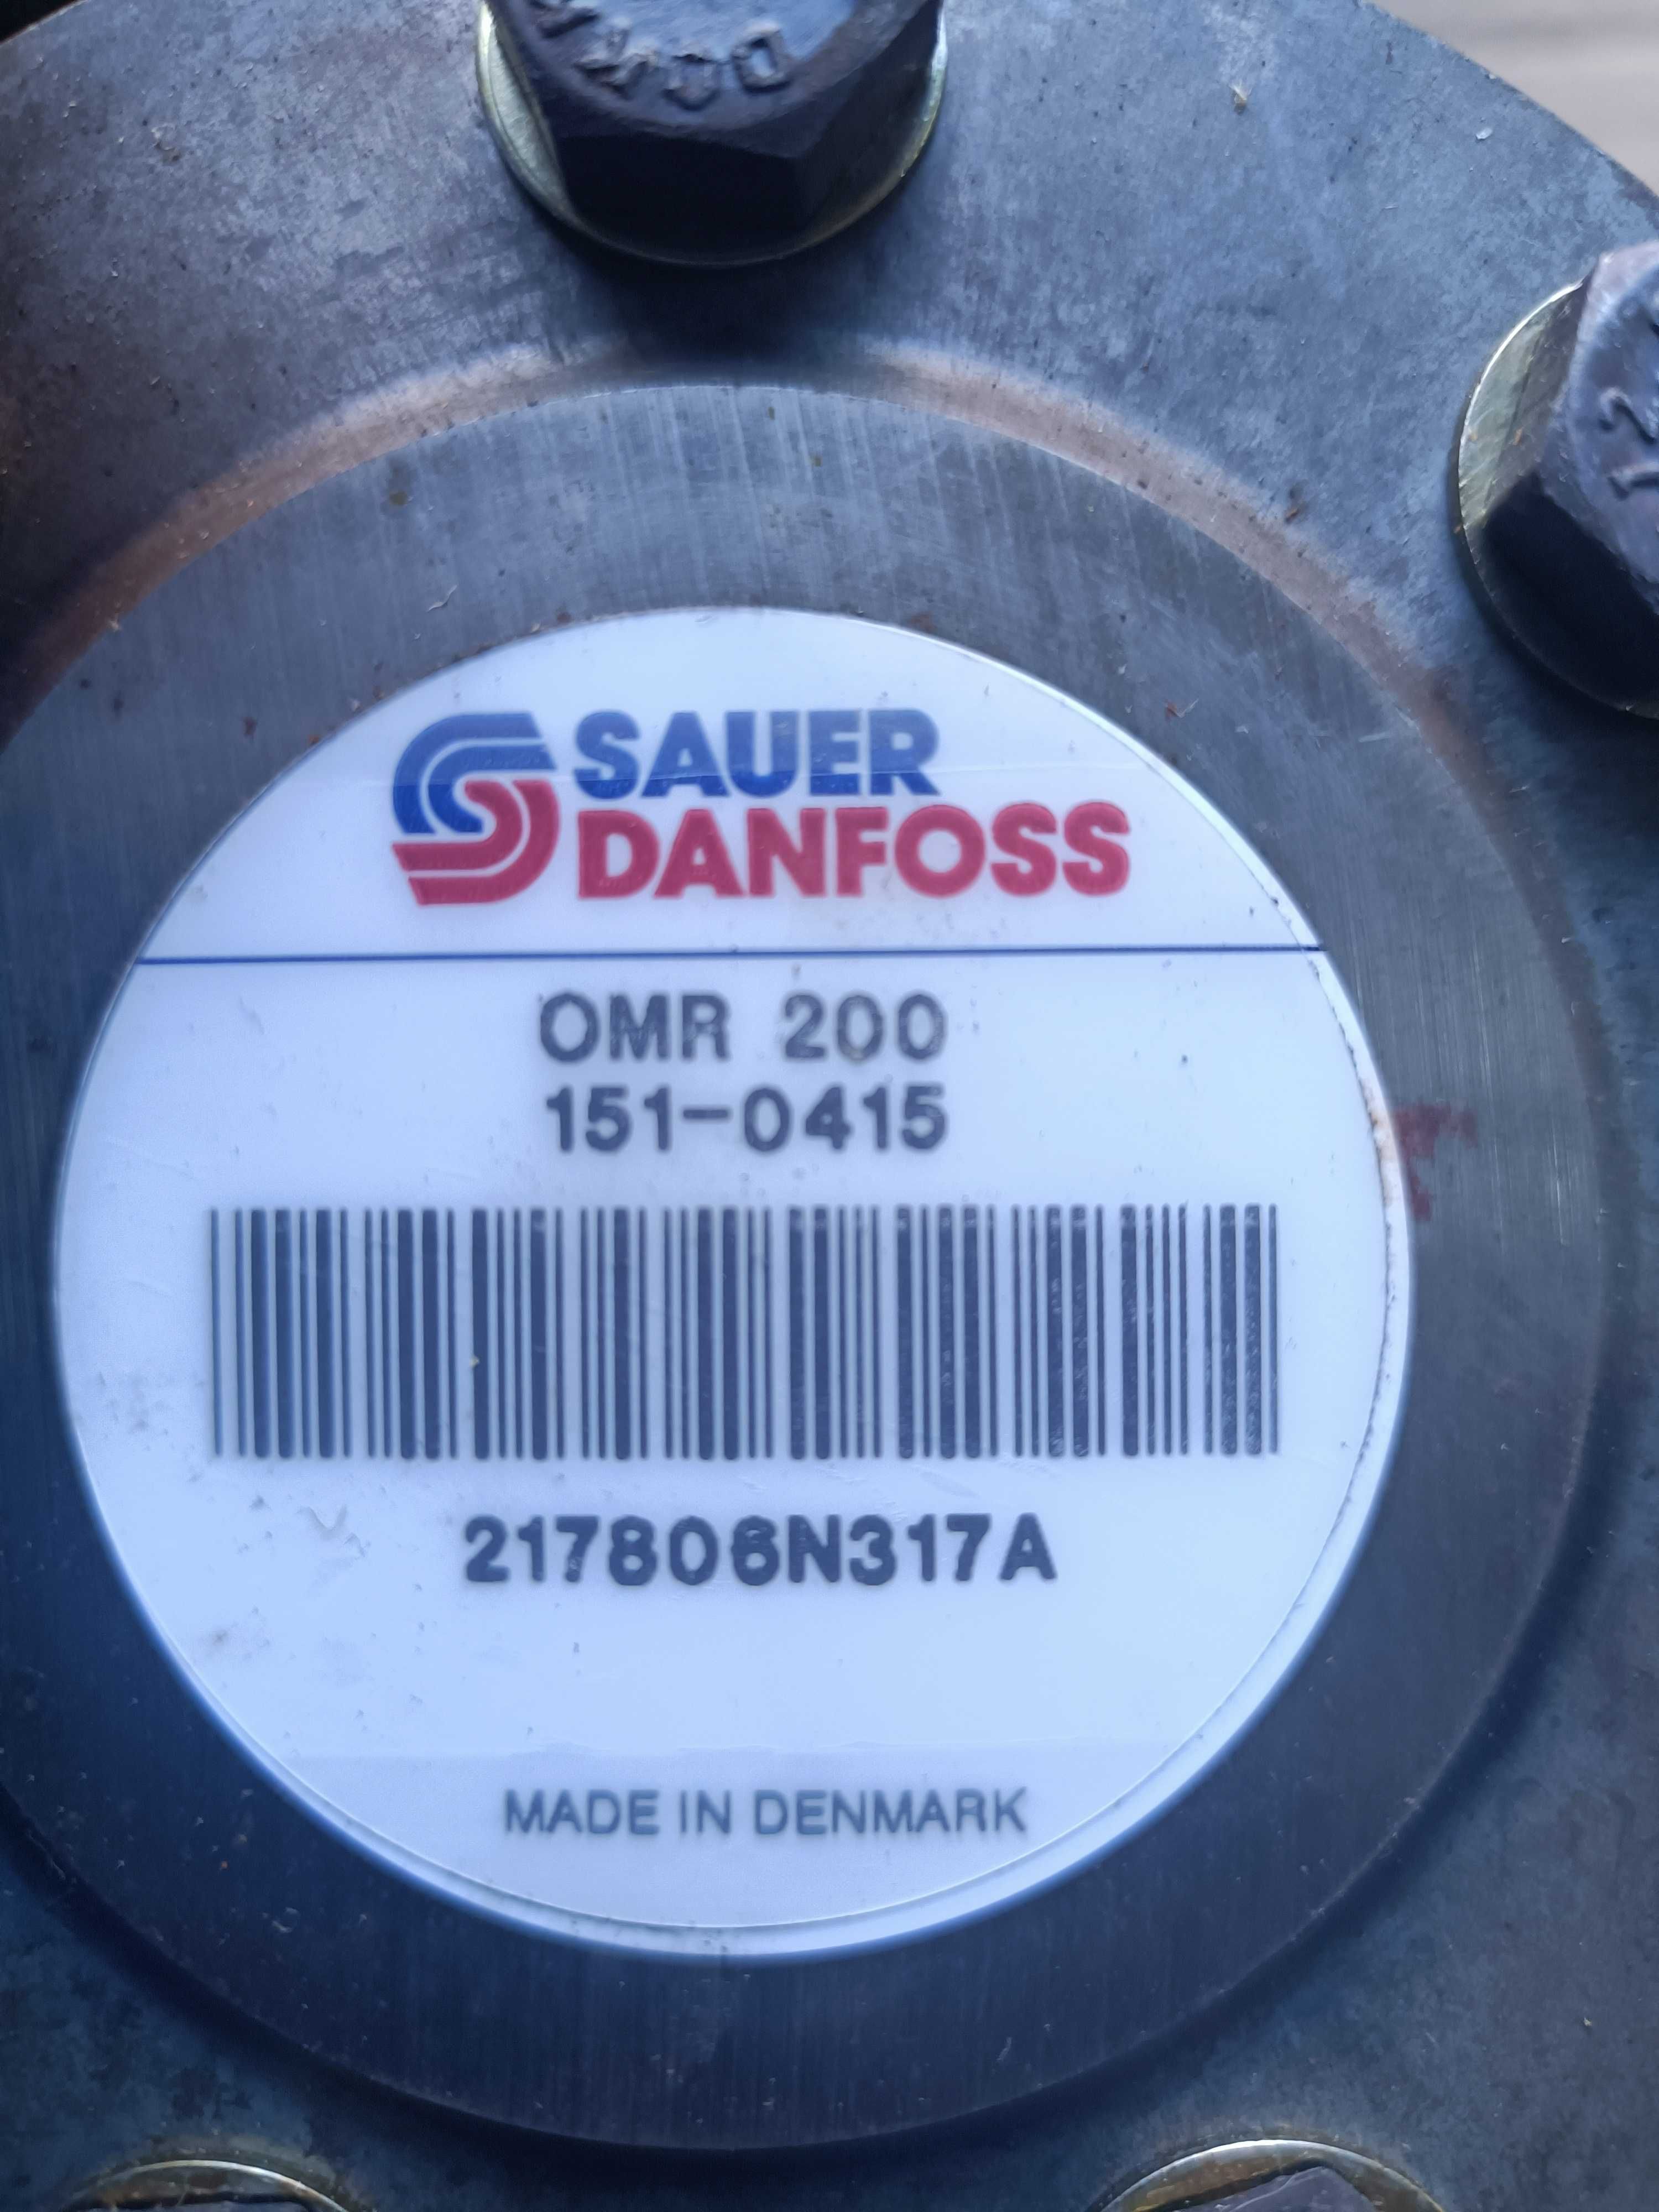 SAUER
DANFOSS
OMR 200
151-0415
217806N317A
MADE IN DENMARK